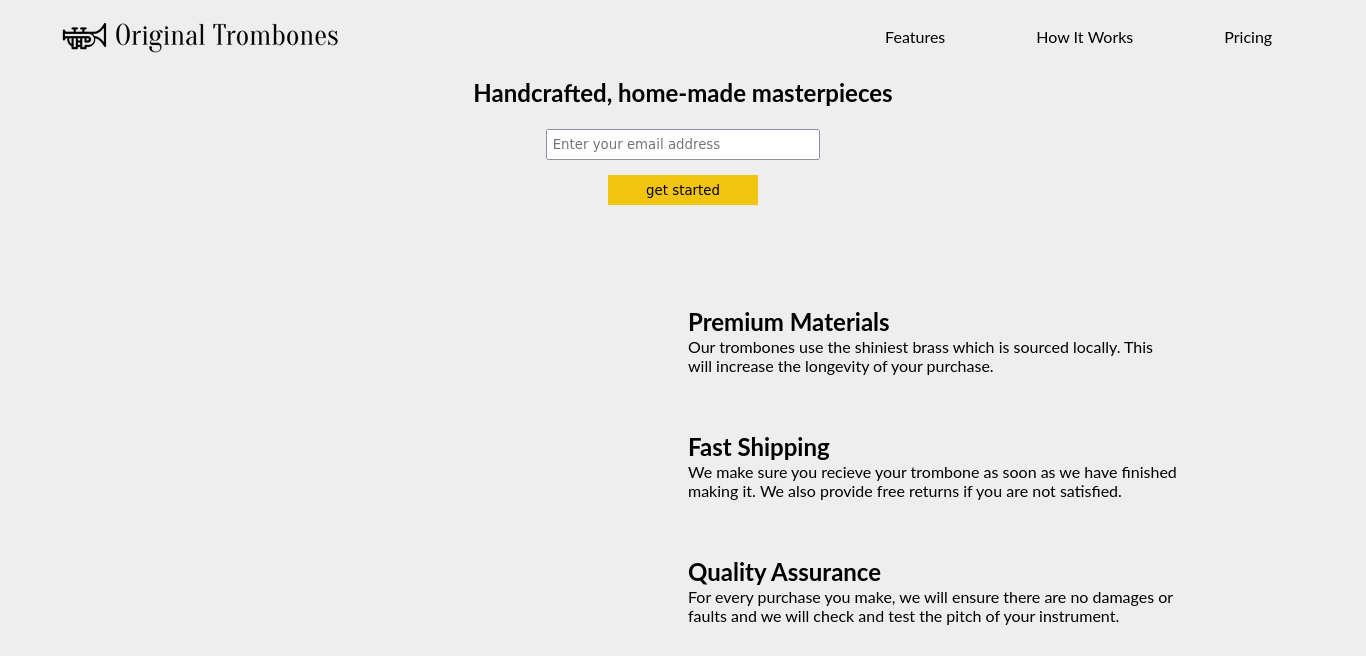 Original Trombones
Features
How It Works
Pricing
Handcrafted, home-made masterpieces
Enter your email address
get started
Premium Materials
Our trombones use the shiniest brass which is sourced locally. This
will increase the longevity of your purchase.
Fast Shipping
We make sure you recieve your trombone as soon as we have finished
making it. We also provide free returns if you are not satisfied.
Quality Assurance
For every purchase you make, we will ensure there are no damages or
faults and we will check and test the pitch of your instrument.